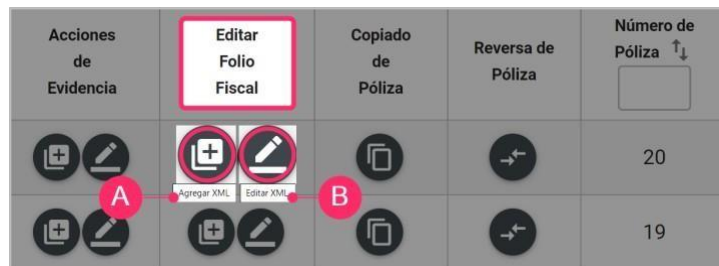 Acciones
de
Evidencia
Editar
Folio
Fiscal
Copiado
de
Póliza
Reversa de
Póliza
Número de
Póliza
20
A
Agregar XML
Editar XML
B
19